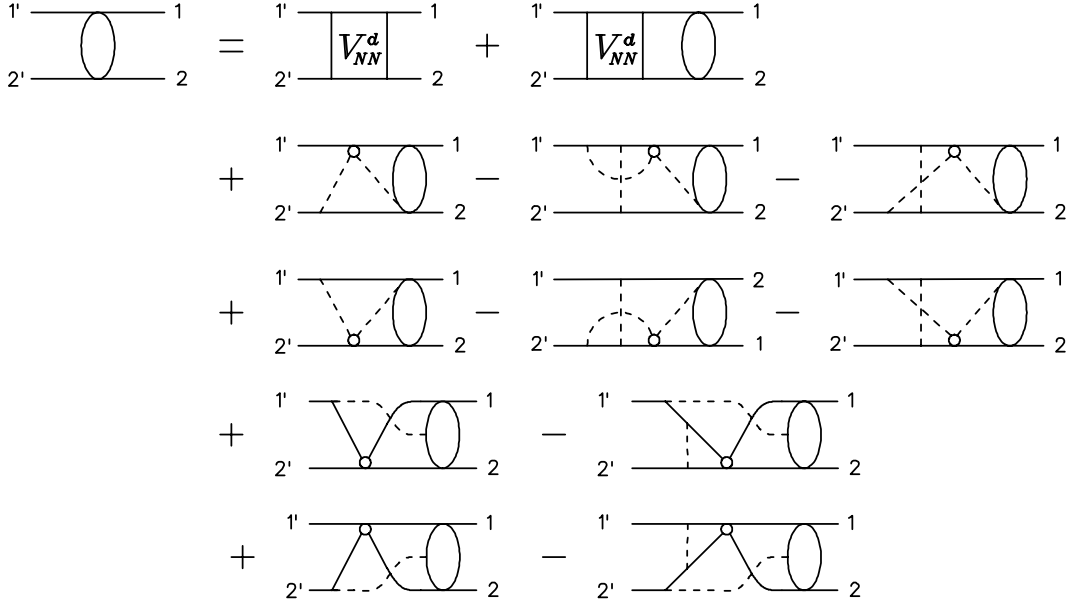 1' 1 = 1' V^d_NN 1 + 1' V^d_NN 1
2' 2 2' 2 2' 2
+ 1' 1 − 1' 1 − 1' 1
2' 2 2' 2 2' 2
+ 1' 1 − 1' 2 − 1' 1
2' 2 2' 1 2' 2
+ 1' 1 − 1' 1
2' 2 2' 2
+ 1' 1 − 1' 1
2' 2 2' 2